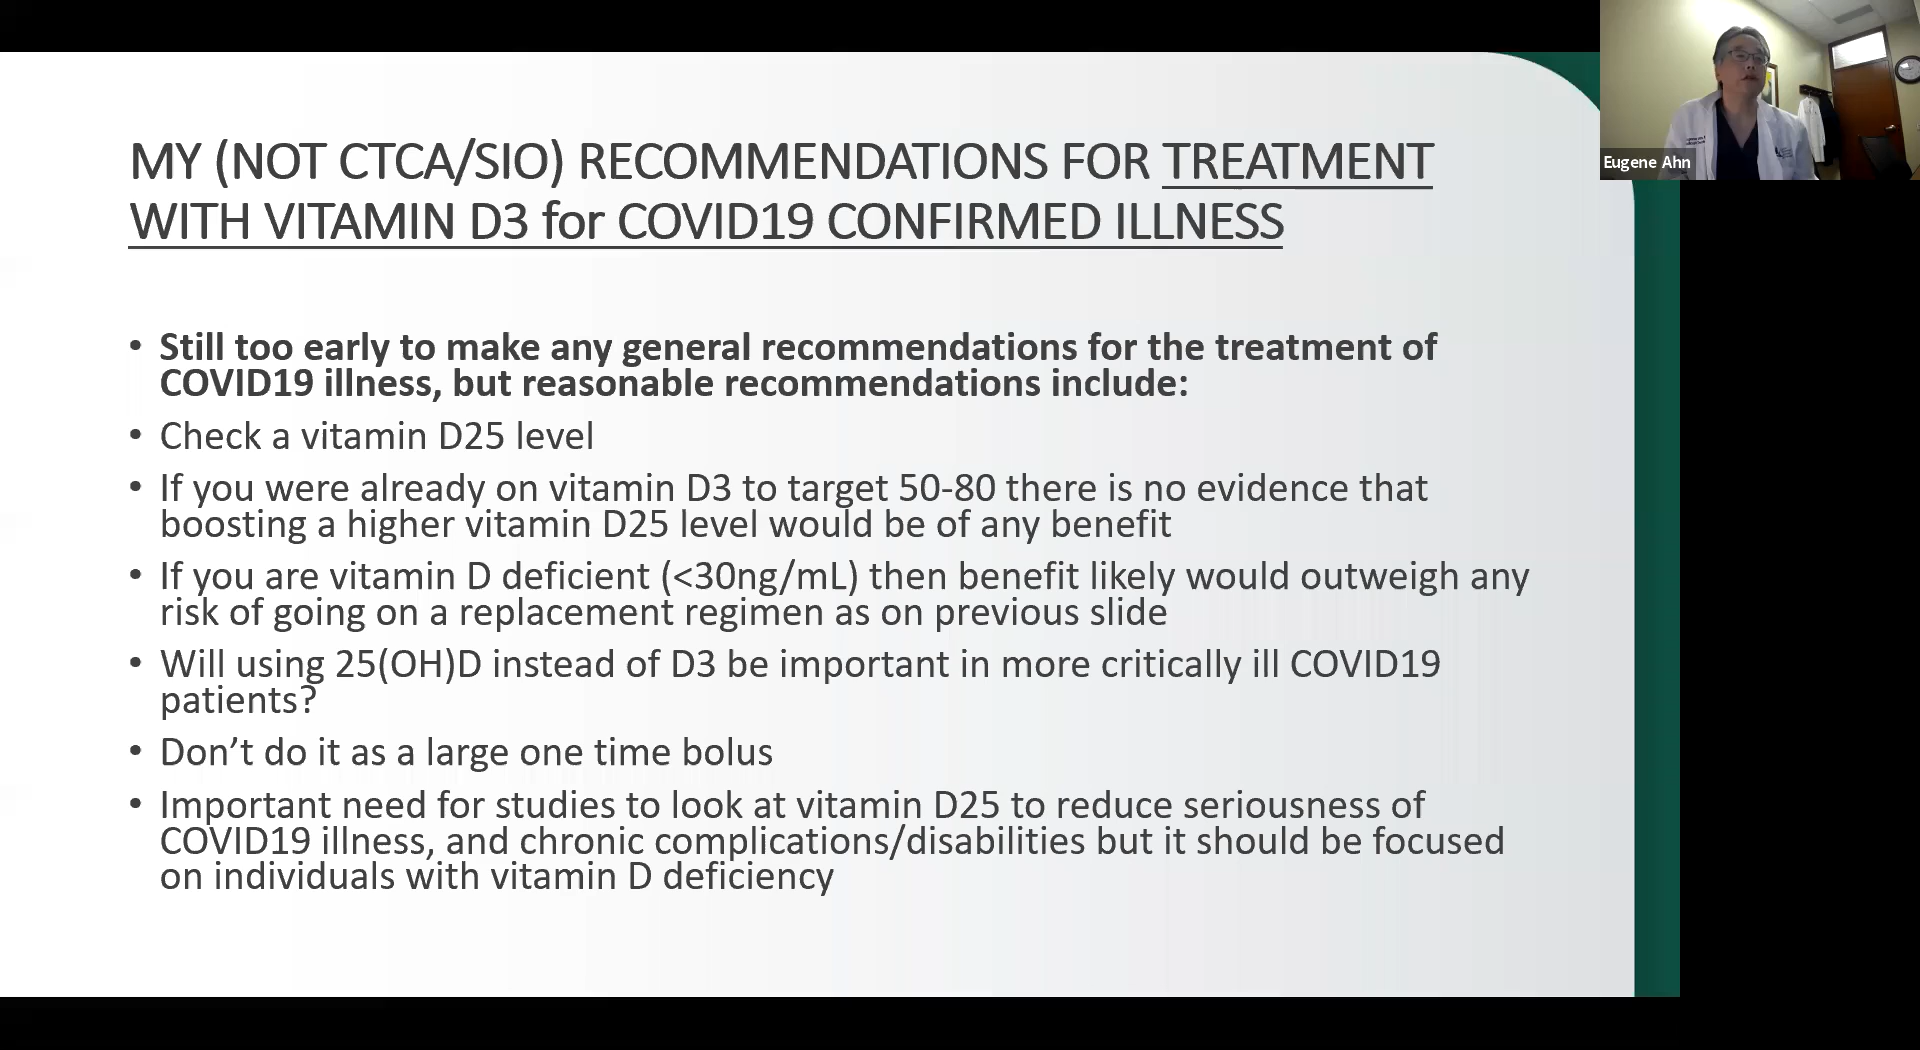 MY (NOT CTCA/SIO) RECOMMENDATIONS FOR TREATMENT
WITH VITAMIN D3 for COVID19 CONFIRMED ILLNESS
• Still too early to make any general recommendations for the treatment of
COVID19 illness, but reasonable recommendations include:
• Check a vitamin D25 level
• If you were already on vitamin D3 to target 50-80 there is no evidence that
boosting a higher vitamin D25 level would be of any benefit
• If you are vitamin D deficient (<30ng/mL) then benefit likely would outweigh any
risk of going on a replacement regimen as on previous slide
• Will using 25(OH)D instead of D3 be important in more critically ill COVID19
patients?
• Don’t do it as a large one time bolus
• Important need for studies to look at vitamin D25 to reduce seriousness of
COVID19 illness, and chronic complications/disabilities but it should be focused
on individuals with vitamin D deficiency
Eugene Ahn